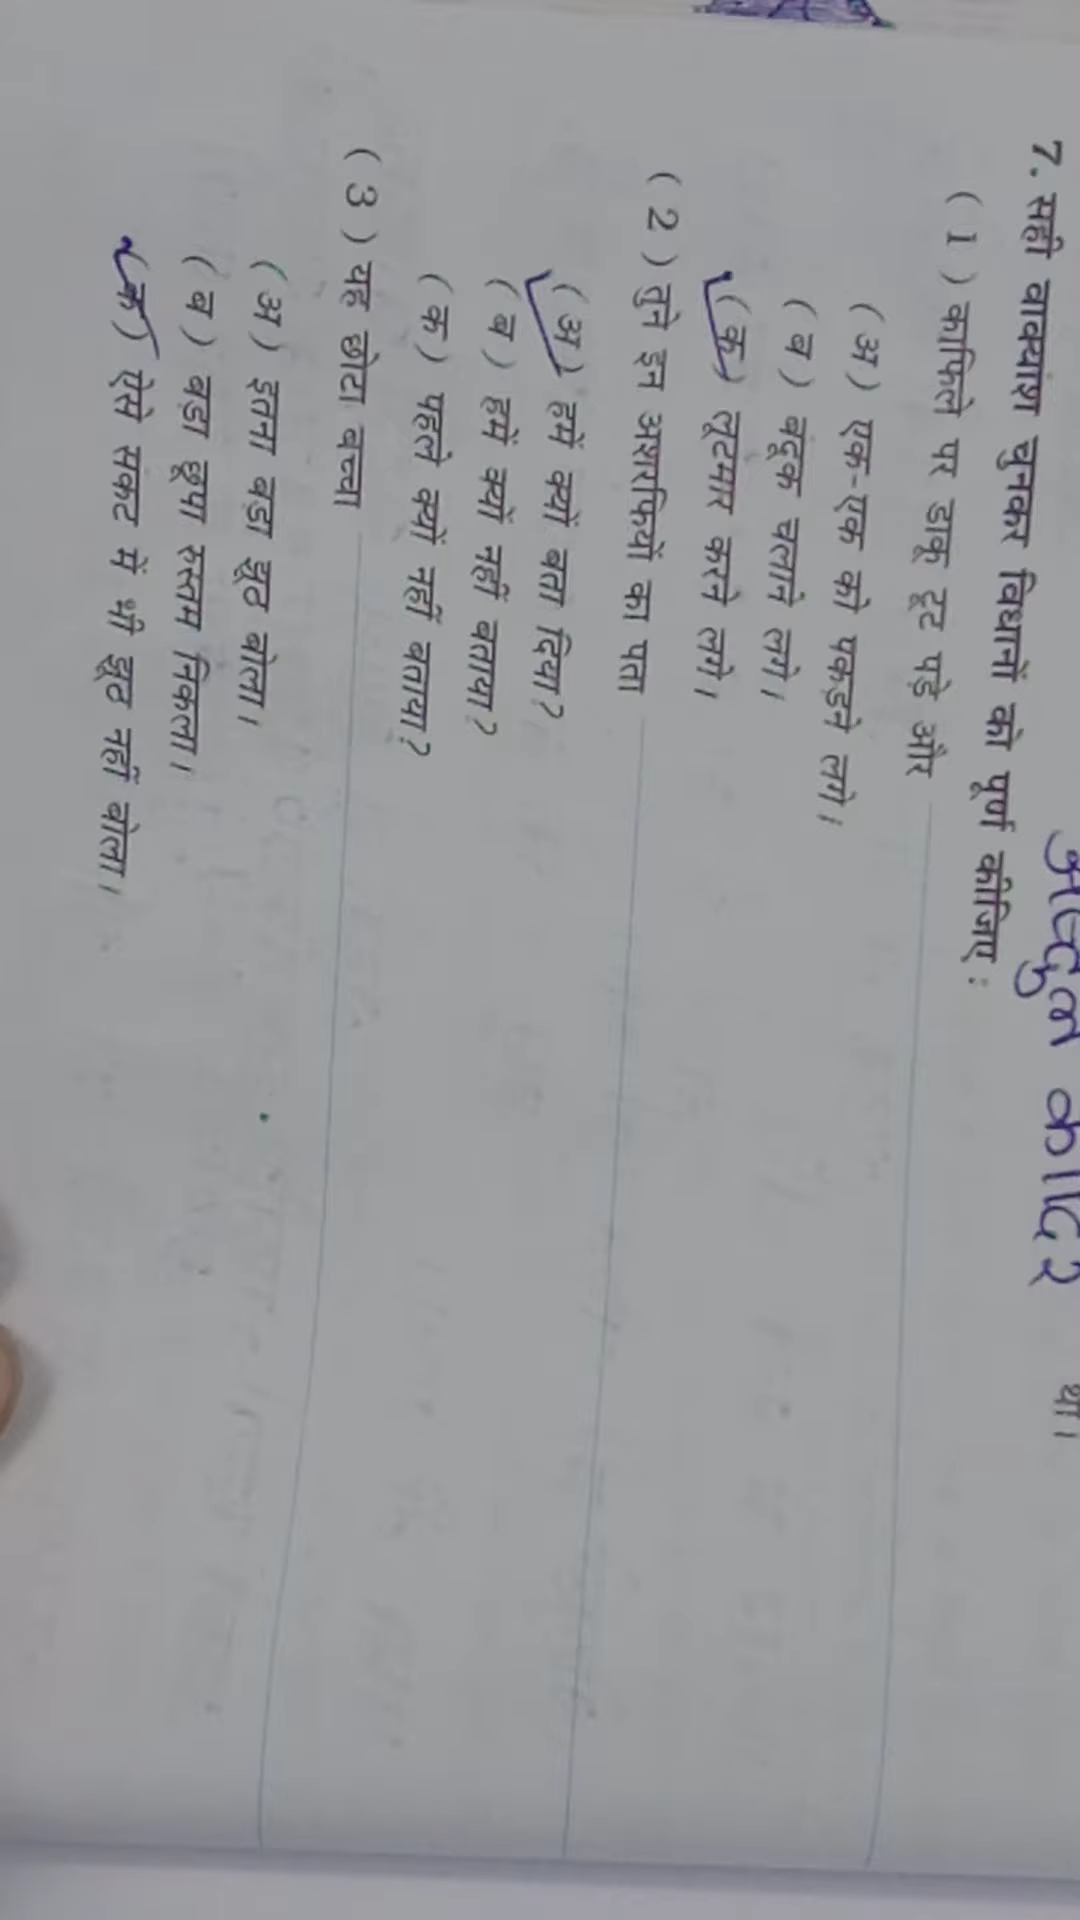 अब्दुल कादिर था।
7. सही वाक्यांश चुनकर विधानों को पूर्ण कीजिए :
( 1 ) काफिले पर डाकू टूट पड़े और
( अ ) एक-एक को पकड़ने लगे।
( ब ) बंदूक चलाने लगे।
( क ) लूटमार करने लगे।
( 2 ) तुने इन अशरफियों का पता
( अ ) हमें क्यों बता दिया?
( ब ) हमें क्यों नहीं बताया?
( क ) पहले क्यों नहीं बताया?
( 3 ) यह छोटा बच्चा
( अ ) इतना बड़ा झूठ बोला।
( ब ) बड़ा छूपा रुस्तम निकला।
( क ) ऐसे संकट में भी झूठ नहीं बोला।